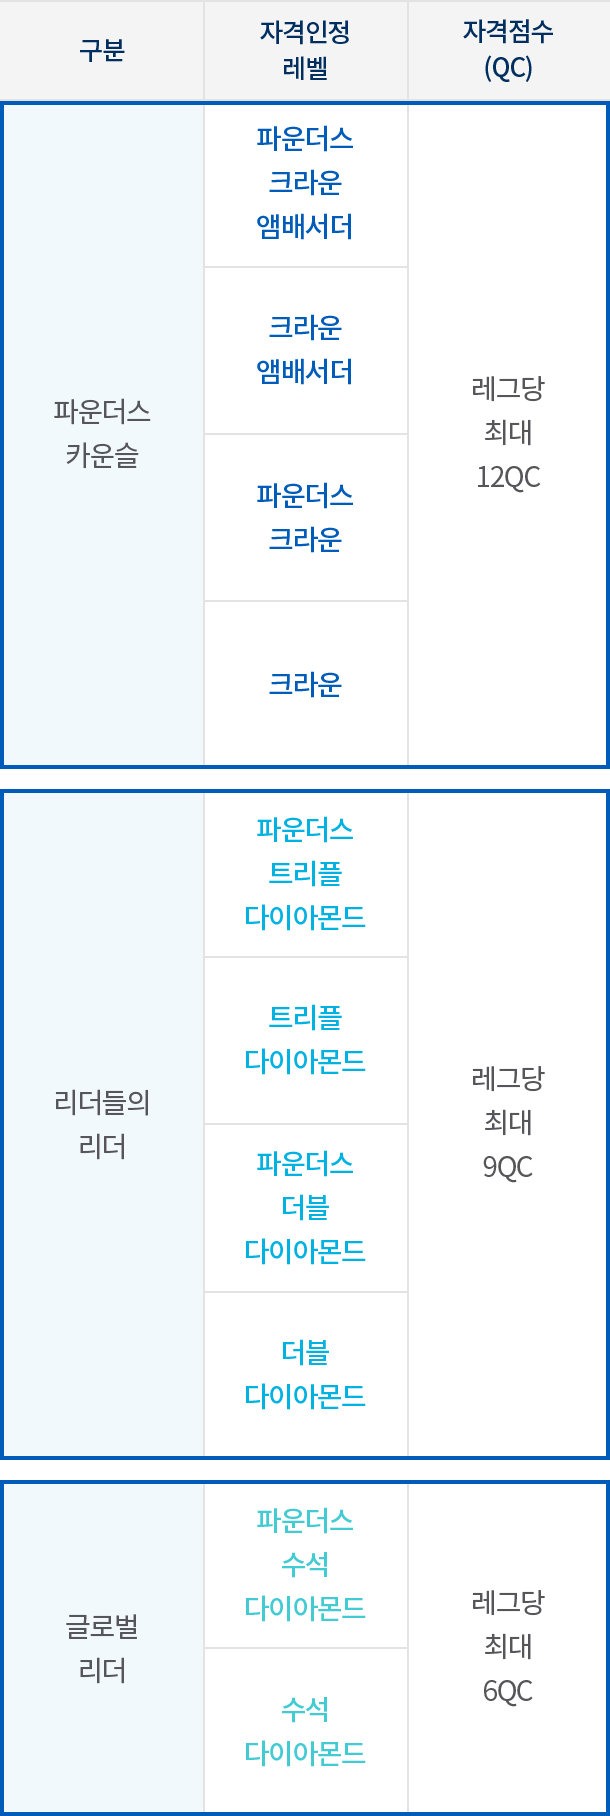 구분
자격인정
레벨
자격점수
(QC)
파운더스
카운슬
파운더스
크라운
앰배서더
크라운
앰배서더
파운더스
크라운
크라운
레그당
최대
12QC
리더들의
리더
파운더스
트리플
다이아몬드
트리플
다이아몬드
파운더스
더블
다이아몬드
더블
다이아몬드
레그당
최대
9QC
글로벌
리더
파운더스
수석
다이아몬드
수석
다이아몬드
레그당
최대
6QC